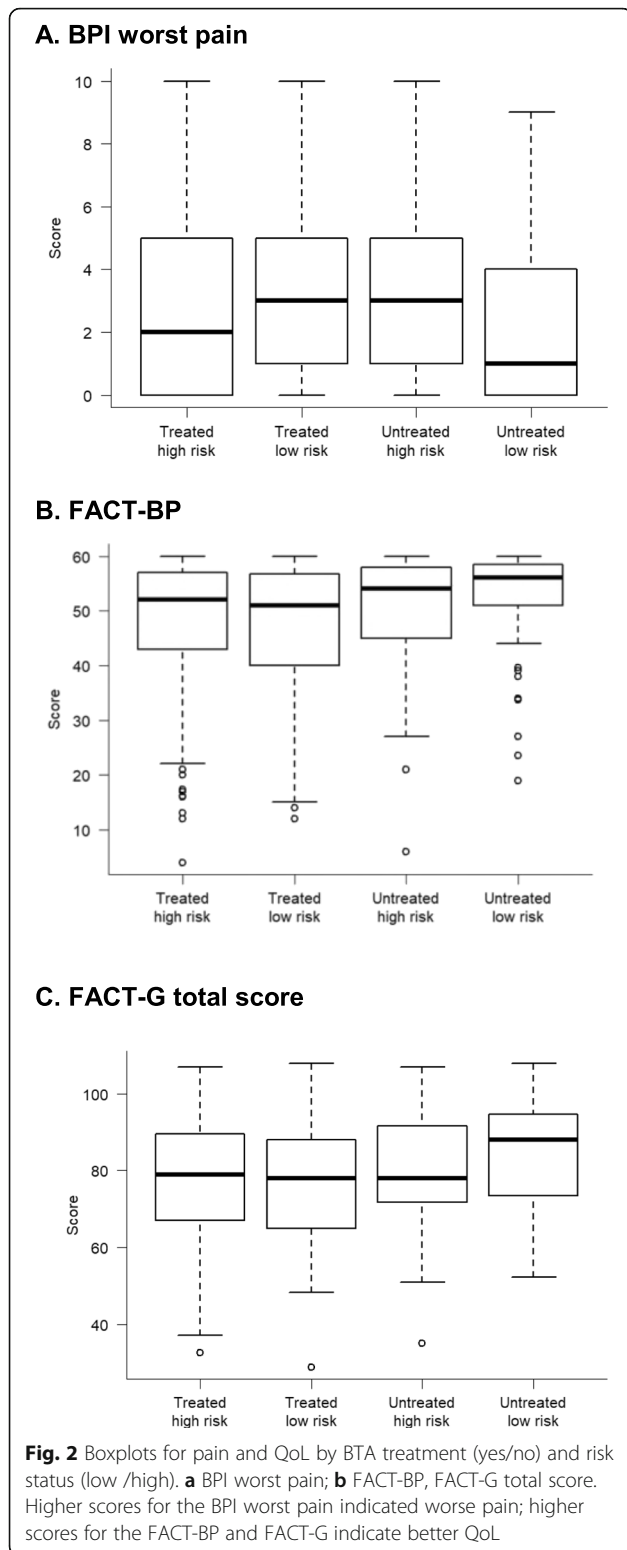 A. BPI worst pain
10
8
6
4
2
0
Score
Treated high risk
Treated low risk
Untreated high risk
Untreated low risk
B. FACT-BP
60
50
40
30
20
10
Score
Treated high risk
Treated low risk
Untreated high risk
Untreated low risk
C. FACT-G total score
100
80
60
40
Score
Treated high risk
Treated low risk
Untreated high risk
Untreated low risk
Fig. 2 Boxplots for pain and QoL by BTA treatment (yes/no) and risk
status (low /high). a BPI worst pain; b FACT-BP, FACT-G total score.
Higher scores for the BPI worst pain indicated worse pain; higher
scores for the FACT-BP and FACT-G indicate better QoL